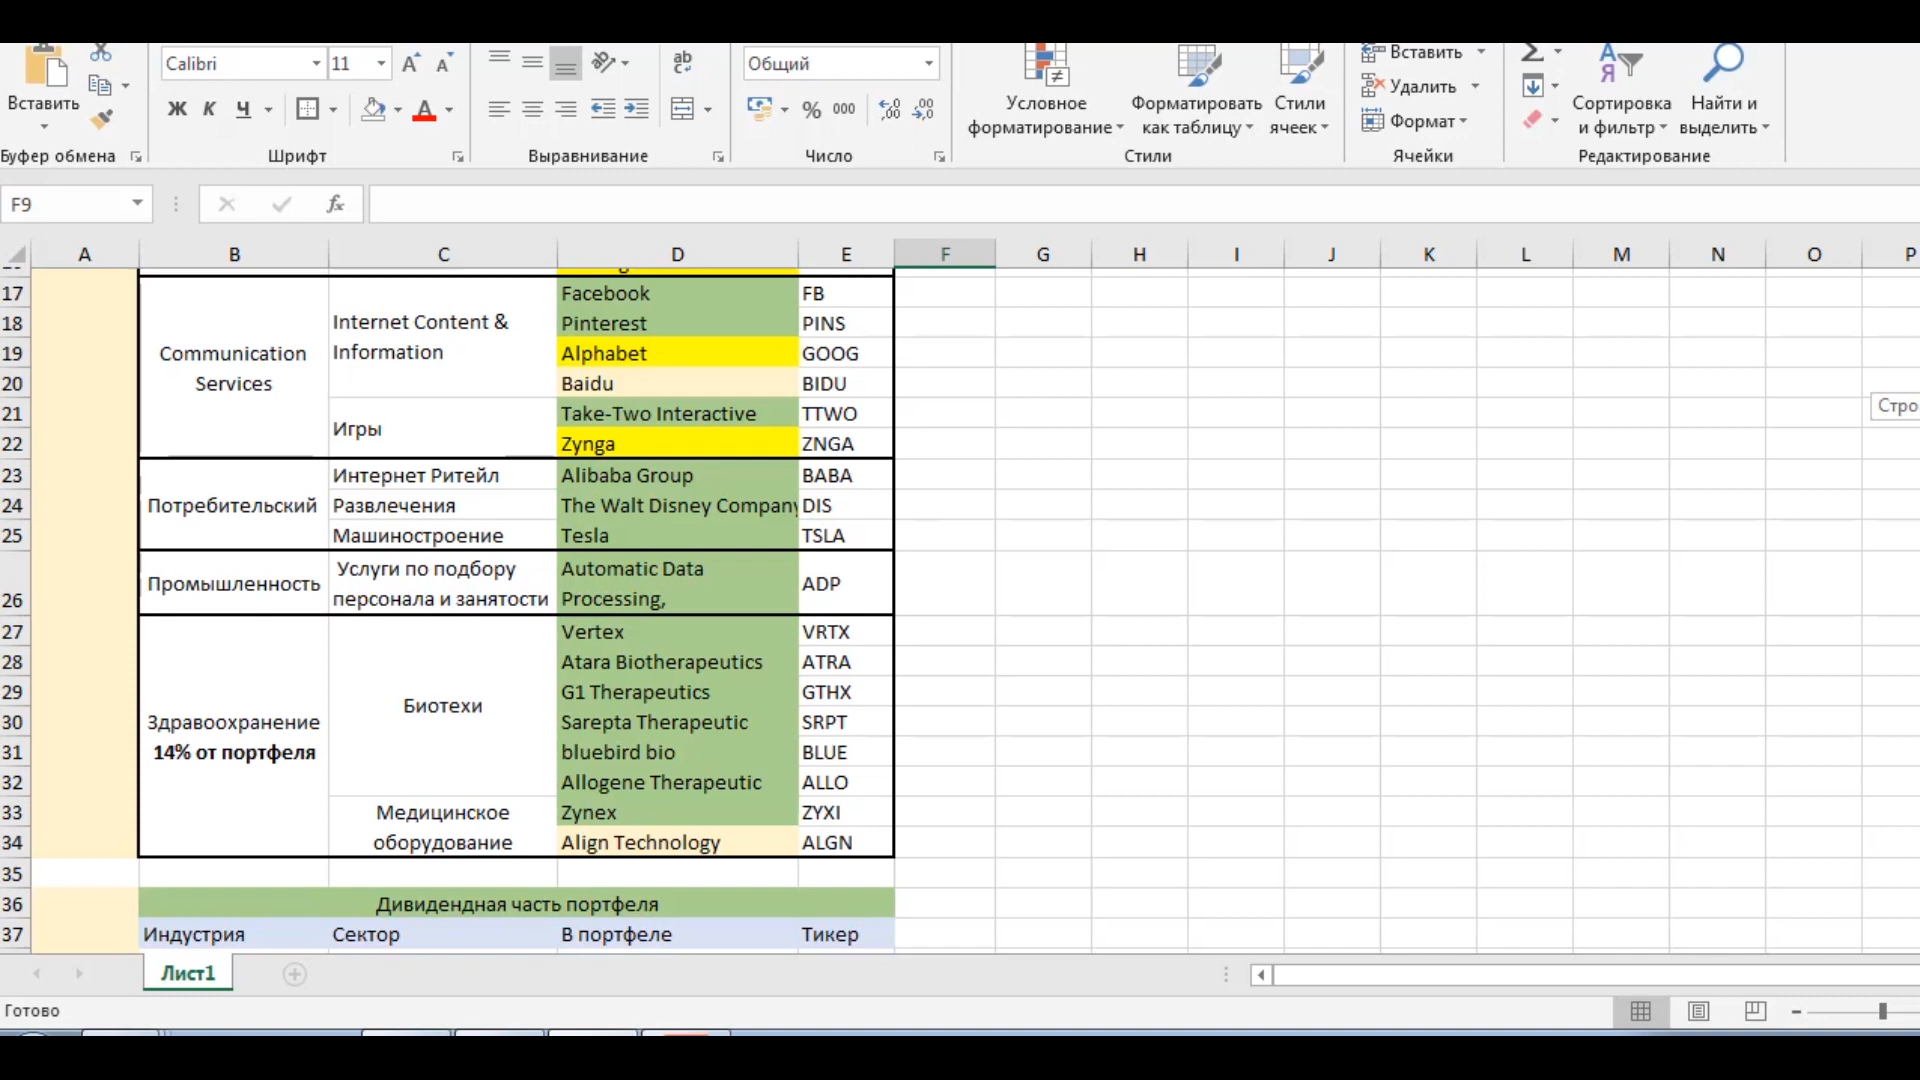 Calibri 11 Общий Вставить
Удалить
Вставить Условное Форматировать Стили Сортировка Найти и
Ж К Ч % 000 форматирование как таблицу ячеек Формат и фильтр выделить
Буфер обмена Шрифт Выравнивание Число Стили Ячейки Редактирование
F9 fx
A B C D E F G H I J K L M N O P
17 Facebook FB
18 Internet Content & Pinterest PINS
19 Communication Information Alphabet GOOG
20 Services Baidu BIDU
21 Игры Take-Two Interactive TTWO
22 Zynga ZNGA
23 Интернет Ритейл Alibaba Group BABA
24 Потребительский Развлечения The Walt Disney Company DIS
25 Машиностроение Tesla TSLA
Услуги по подбору Automatic Data
Промышленность ADP
26 персонала и занятости Processing,
27 Vertex VRTX
28 Atara Biotherapeutics ATRA
29 Биотехи G1 Therapeutics GTHX
30 Здравоохранение Sarepta Therapeutic SRPT
31 14% от портфеля bluebird bio BLUE
32 Allogene Therapeutic ALLO
33 Медицинское Zynex ZYXI
34 оборудование Align Technology ALGN
35
36 Дивидендная часть портфеля
37 Индустрия Сектор В портфеле Тикер
Стро
Лист1
Готово